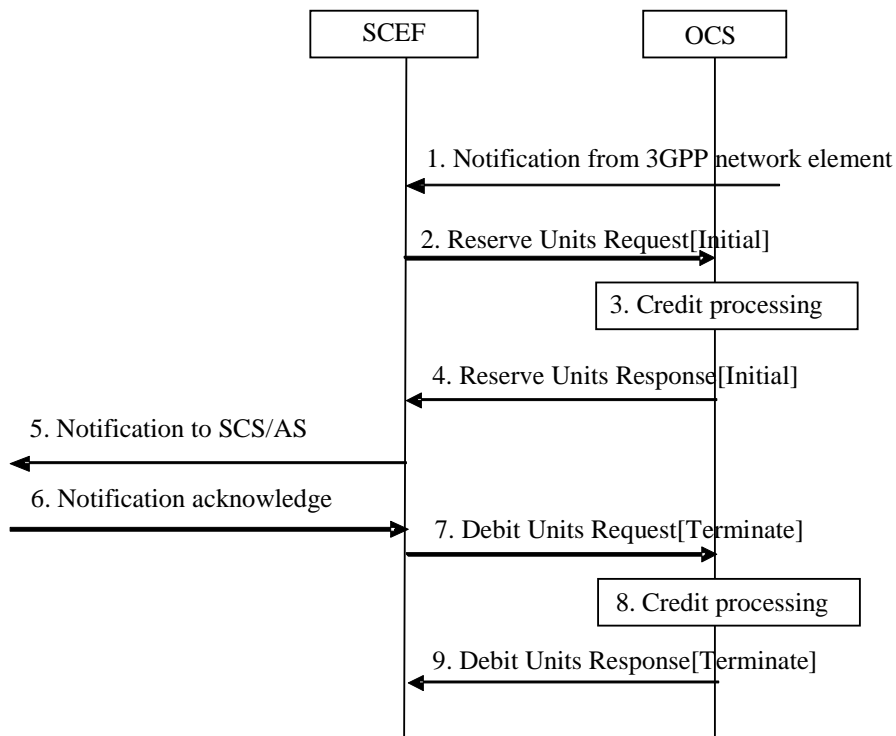 SCEF
OCS
1. Notification from 3GPP network element
2. Reserve Units Request[Initial]
3. Credit processing
4. Reserve Units Response[Initial]
5. Notification to SCS/AS
6. Notification acknowledge
7. Debit Units Request[Terminate]
8. Credit processing
9. Debit Units Response[Terminate]